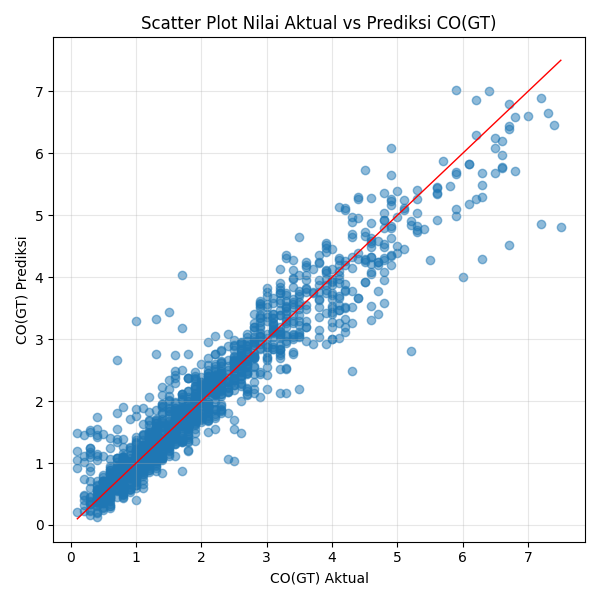 Scatter Plot Nilai Aktual vs Prediksi CO(GT)
CO(GT) Prediksi
7
6
5
4
3
2
1
0
0 1 2 3 4 5 6 7
CO(GT) Aktual